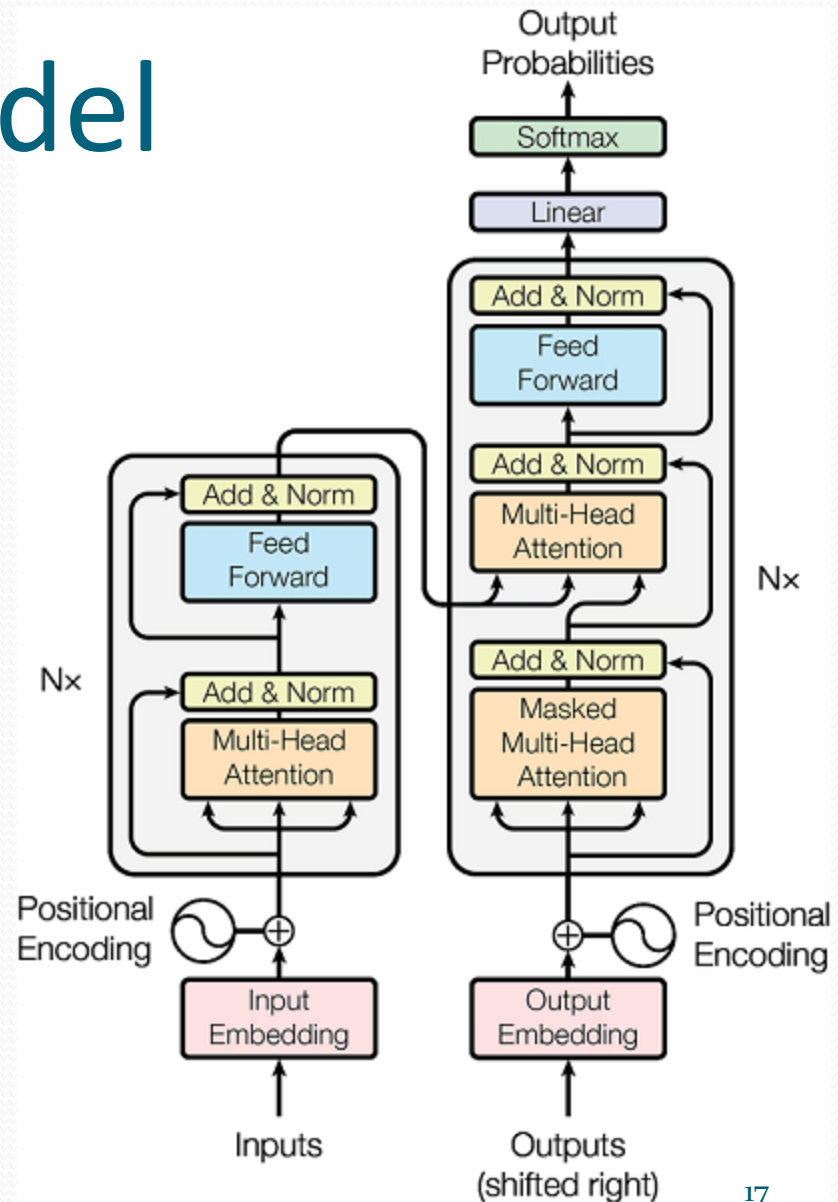 del
Output
Probabilities
Softmax
Linear
Add & Norm
Feed
Forward
Add & Norm
Multi-Head
Attention
Nx
Add & Norm
Masked
Multi-Head
Attention
Add & Norm
Feed
Forward
Nx
Add & Norm
Multi-Head
Attention
Positional
Encoding
Positional
Encoding
Input
Embedding
Output
Embedding
Inputs
Outputs
(shifted right)
17